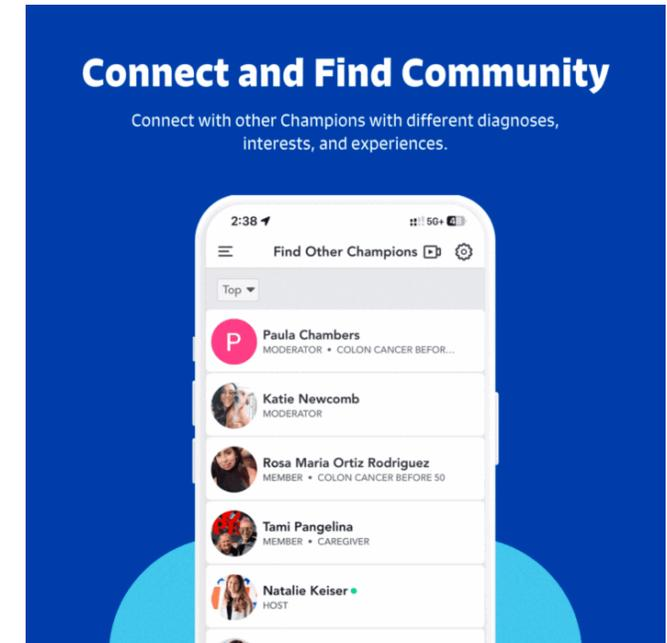 Connect and Find Community
Connect with other Champions with different diagnoses,
interests, and experiences.
2:38
5G+
Find Other Champions
Top
P
Paula Chambers
MODERATOR • COLON CANCER BEFOR...
Katie Newcomb
MODERATOR
Rosa Maria Ortiz Rodriguez
MEMBER • COLON CANCER BEFORE 50
Tami Pangelina
MEMBER • CAREGIVER
Natalie Keiser
HOST